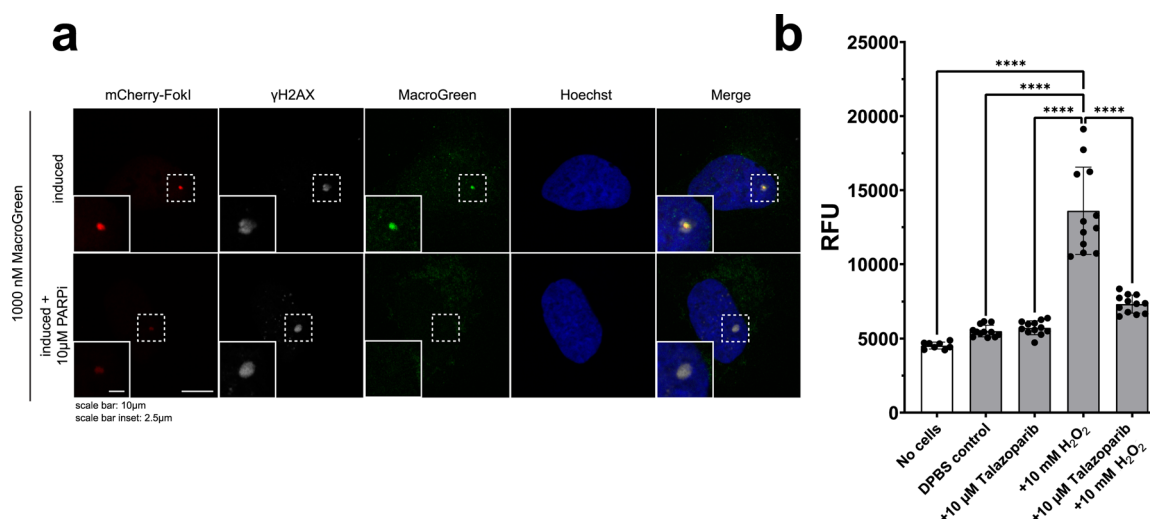 a
mCherry-FokI
γH2AX
MacroGreen
Hoechst
Merge
1000 nM MacroGreen
induced
induced +
10μM PARPi
scale bar: 10μm
scale bar inset: 2.5μm
b
RFU
25000
20000
15000
10000
5000
0
****
****
****
****
No cells
DPBS control
+10 μM Talazoparib
+10 mM H₂O₂
+10 μM Talazoparib
+10 mM H₂O₂